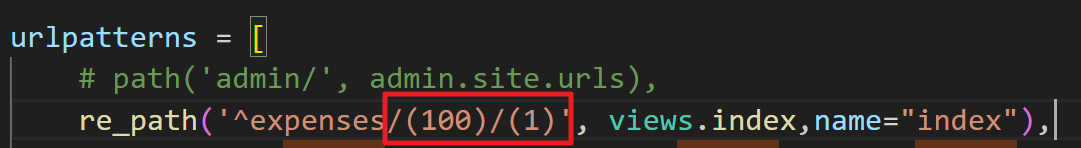 urlpatterns = [
# path('admin/', admin.site.urls),
re_path('^expenses/(100)/(1)', views.index,name="index"),